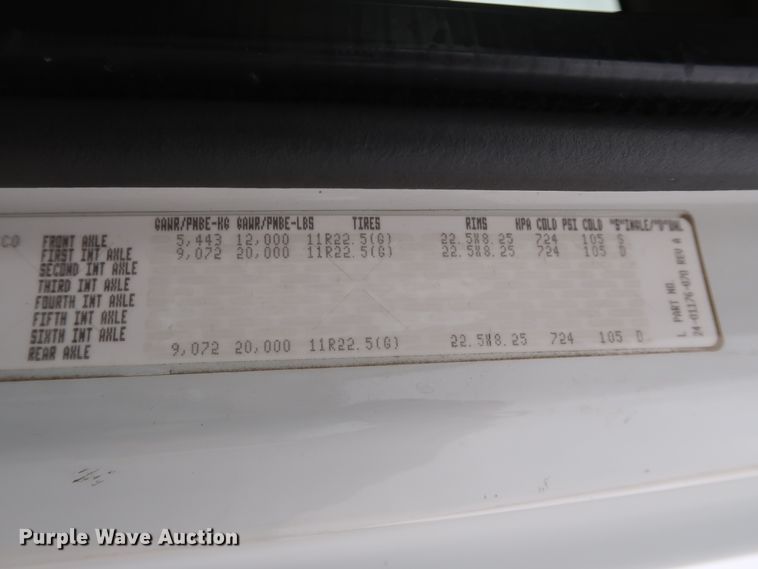 GAWR/PNBE-KG GAWR/PNBE-LBS TIRES RIMS KPA COLD PSI COLD "S"INGLE/"D"UAL
CO FRONT AXLE 5,443 12,000 11R22.5(G) 22.5X8.25 724 105 S
FIRST INT AXLE 9,072 20,000 11R22.5(G) 22.5X8.25 724 105 D
SECOND INT AXLE
THIRD INT AXLE
FOURTH INT AXLE
FIFTH INT AXLE
SIXTH INT AXLE
REAR AXLE 9,072 20,000 11R22.5(G) 22.5X8.25 724 105 D
L PART NO.
24-01176-070 REV A
Purple Wave Auction